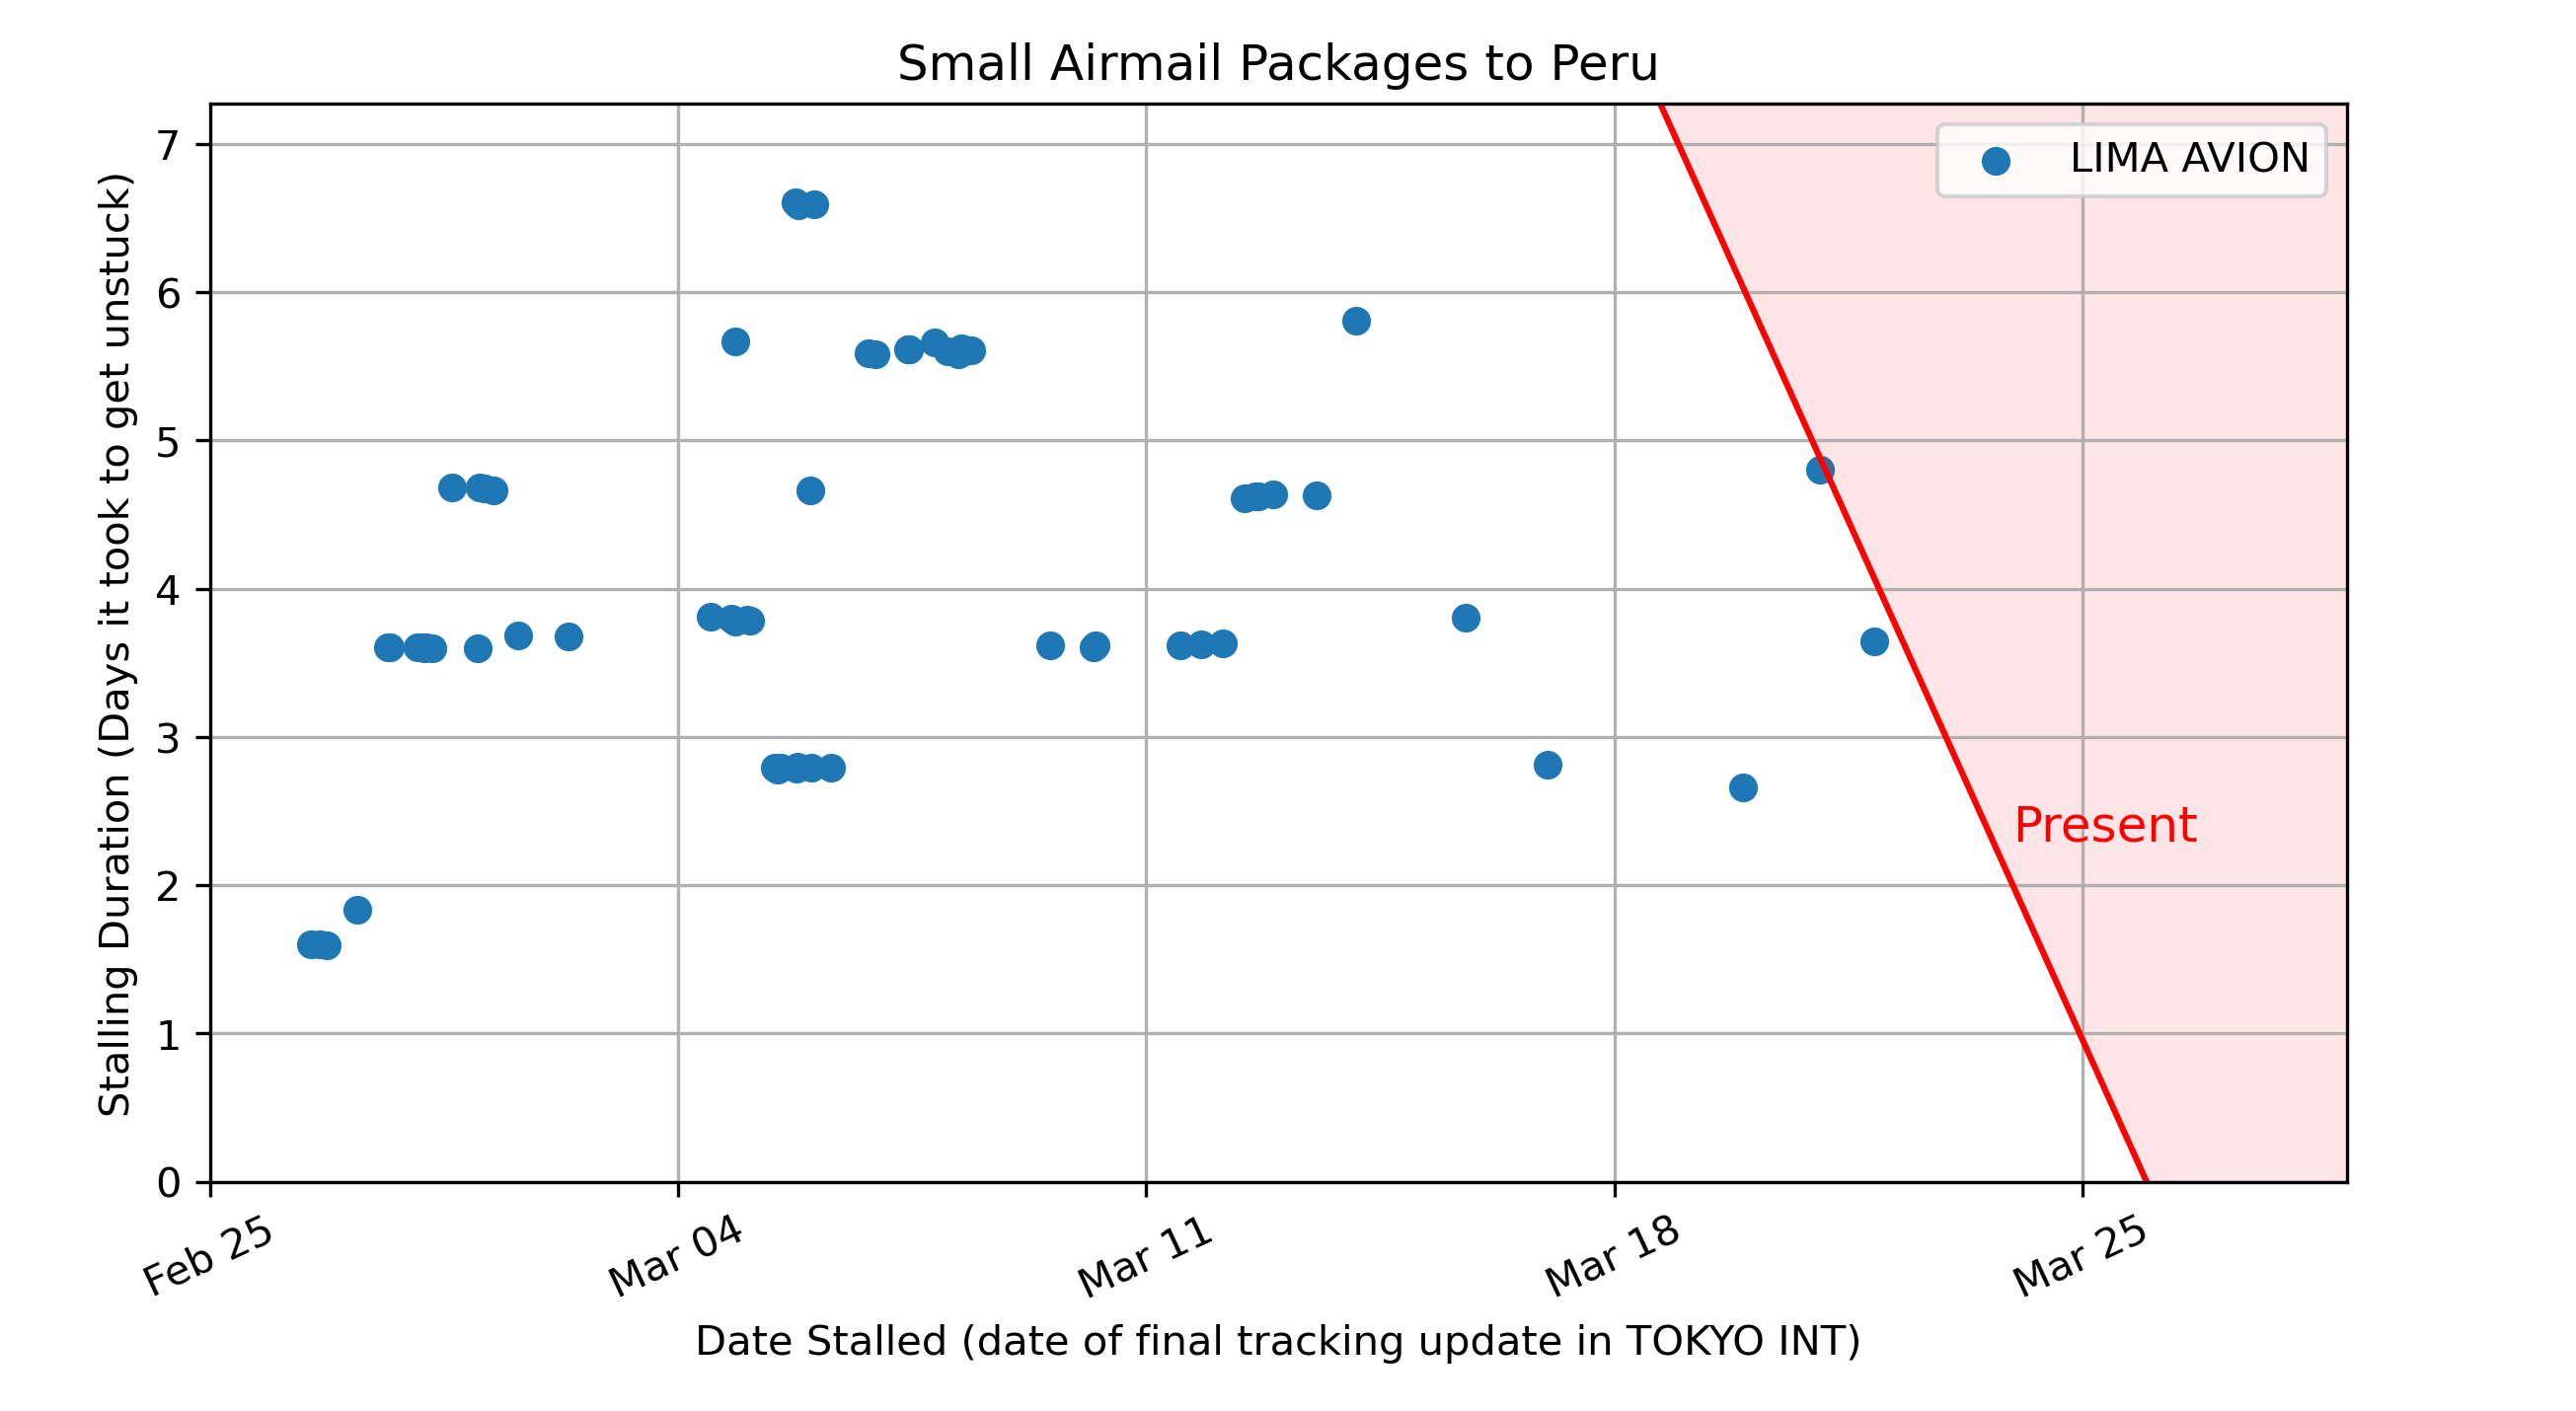 Small Airmail Packages to Peru
Stalling Duration (Days it took to get unstuck)
7
6
5
4
3
2
1
0
LIMA AVION
Present
Feb 25
Mar 04
Mar 11
Mar 18
Mar 25
Date Stalled (date of final tracking update in TOKYO INT)